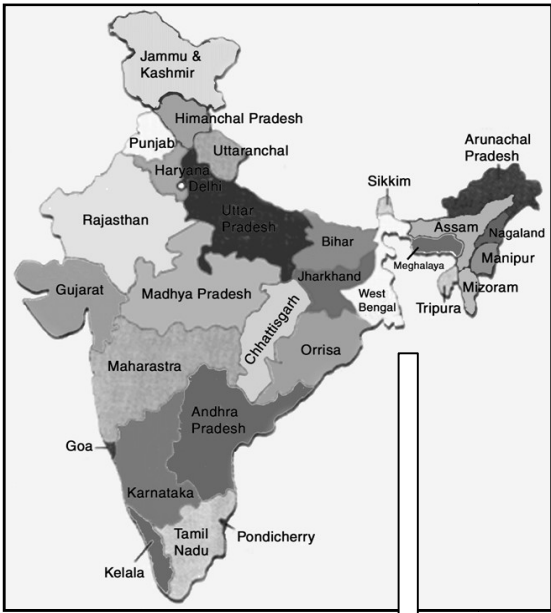 Jammu &
Kashmir
Himanchal Pradesh
Punjab
Uttaranchal
Haryana
Delhi
Arunachal
Pradesh
Sikkim
Rajasthan
Uttar
Pradesh
Assam
Nagaland
Bihar
Meghalaya
Manipur
Jharkhand
Gujarat
Madhya Pradesh
West
Bengal
Tripura
Mizoram
Chhattisgarh
Maharastra
Orrisa
Andhra
Pradesh
Goa
Karnataka
Tamil
Nadu
Pondicherry
Kelala